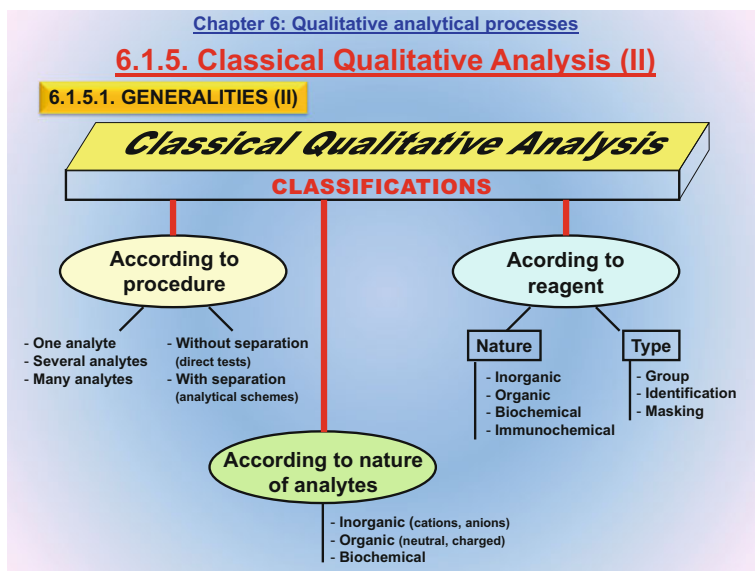 Chapter 6: Qualitative analytical processes
6.1.5. Classical Qualitative Analysis (II)
6.1.5.1. GENERALITIES (II)
Classical Qualitative Analysis
CLASSIFICATIONS
According to
procedure
- One analyte
- Several analytes
- Many analytes
- Without separation
(direct tests)
- With separation
(analytical schemes)
Acording to
reagent
Nature
- Inorganic
- Organic
- Biochemical
- Immunochemical
Type
- Group
- Identification
- Masking
According to nature
of analytes
- Inorganic (cations, anions)
- Organic (neutral, charged)
- Biochemical